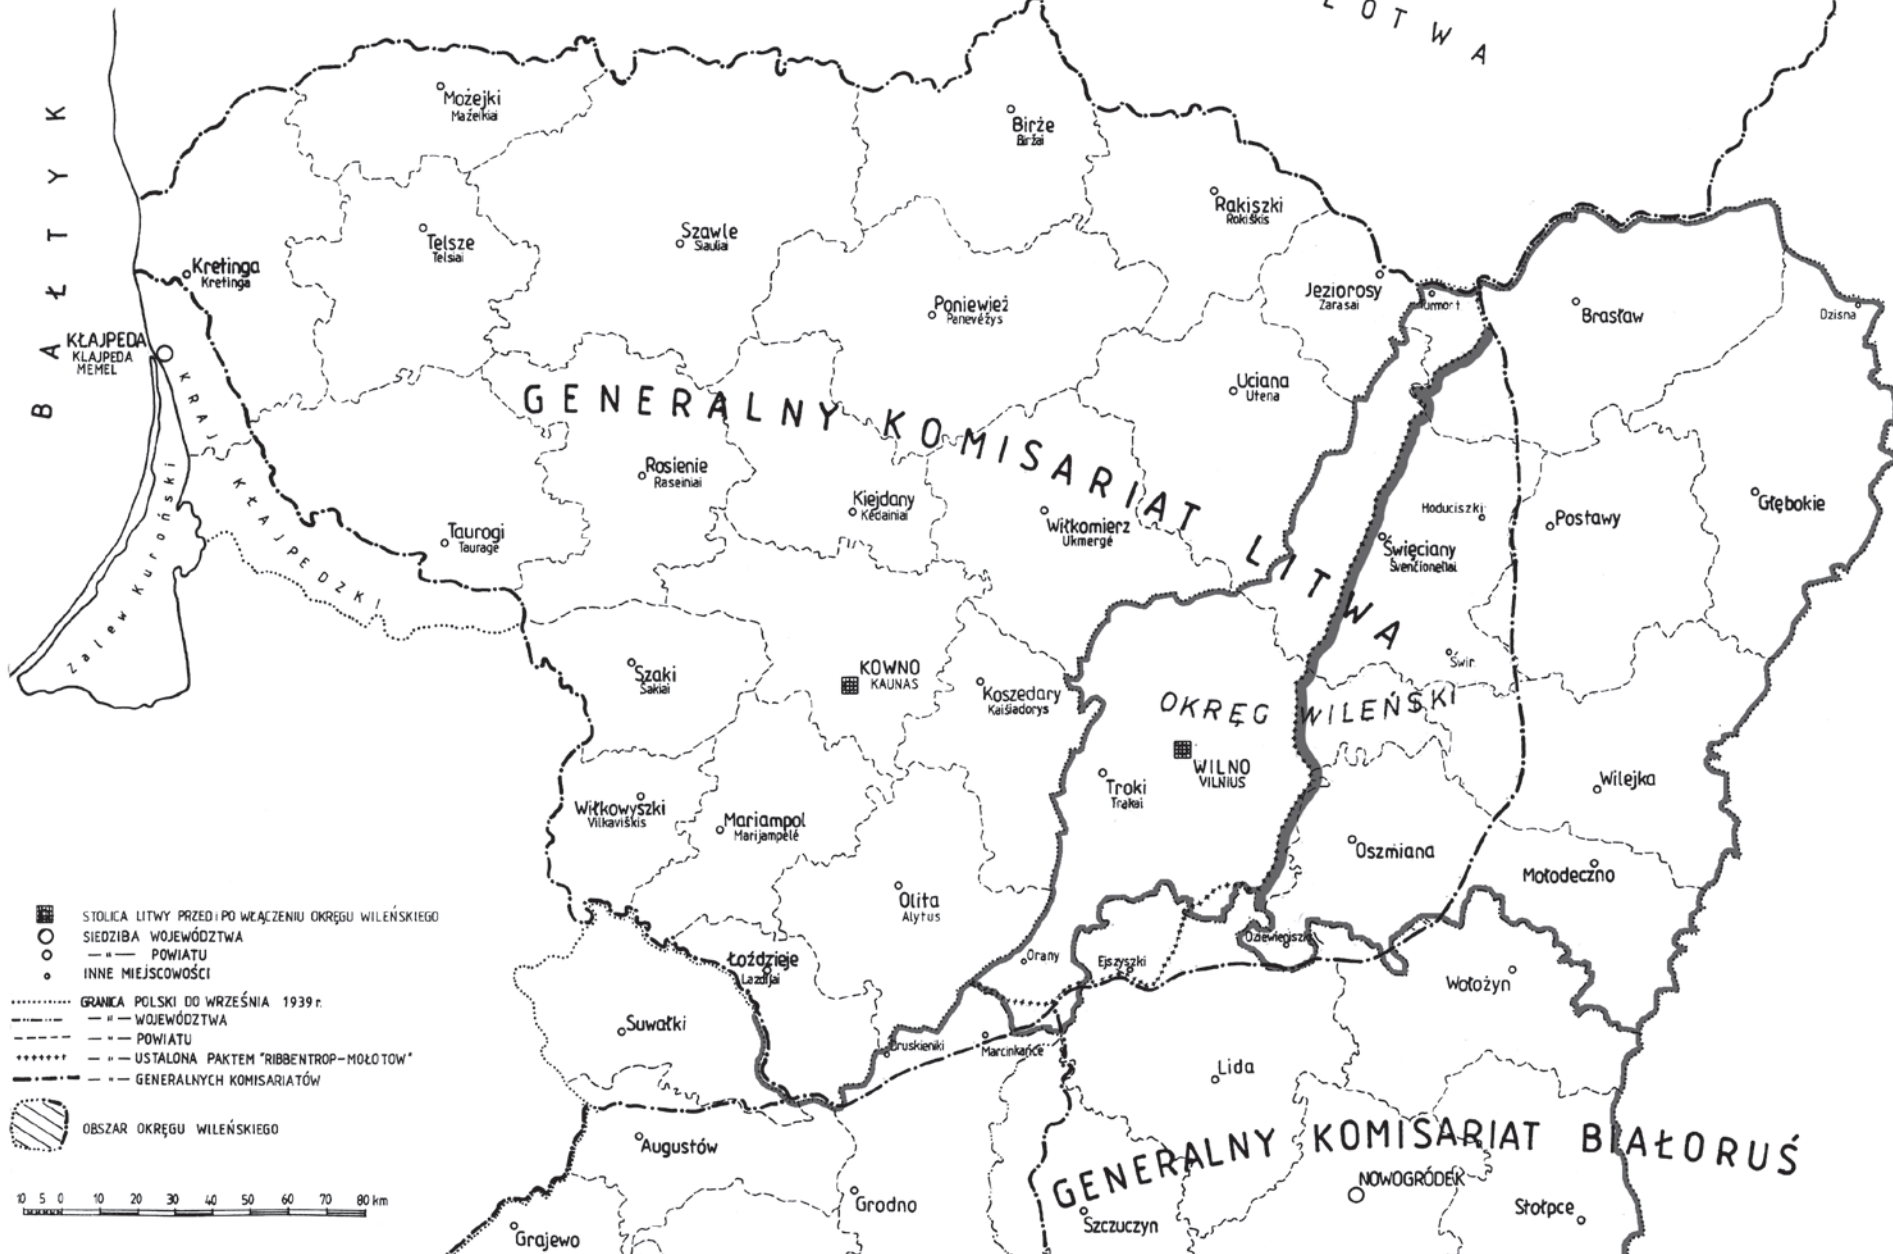 ŁOTWA
BAŁTYK
Możejki
Mažeikiai
Birże
Biržai
Rakiszki
Rokiškis
Telsze
Telsiai
Szawle
Siauliai
Kretinga
Kretinga
Poniewież
Panevėžys
Jeziorosy
Zarasai
Turmont
Brasław
Dzisna
KŁAJPEDA
KLAJPEDA
MEMEL
KRAJ KŁAJPEDZKI
Zalew Kuroński
Uciana
Utena
GENERALNY KOMISARIAT LITWA
Rosienie
Raseiniai
Kiejdany
Kėdainiai
Wiłkomierz
Ukmergė
Hoduciszki
Postawy
Głębokie
Taurogi
Tauragė
Święciany
Švenčioneliai
Szaki
Sakiai
KOWNO
KAUNAS
Koszedary
Kaišiadorys
Świr
OKRĘG WILEŃSKI
WILNO
VILNIUS
Troki
Trakai
Wilejka
Wiłkowyszki
Vilkaviškis
Mariampol
Marijampelė
Oszmiana
Mołodeczno
Olita
Alytus
Łoździeje
Lazdijai
Orany
Ejszyszki
Dziewieniszki
Wołożyn
Suwałki
Druskieniki
Marcinkańce
Lida
GENERALNY KOMISARIAT BIAŁORUŚ
Augustów
Grodno
NOWOGRÓDEK
Szczuczyn
Stołpce
Grajewo
STOLICA LITWY PRZED i PO WŁĄCZENIU OKRĘGU WILEŃSKIEGO
SIEDZIBA WOJEWÓDZTWA
— " — POWIATU
INNE MIEJSCOWOŚCI
GRANICA POLSKI DO WRZEŚNIA 1939 r.
— " — WOJEWÓDZTWA
— " — POWIATU
— " — USTALONA PAKTEM "RIBBENTROP-MOŁOTOW"
— " — GENERALNYCH KOMISARIATÓW
OBSZAR OKRĘGU WILEŃSKIEGO
10 5 0 10 20 30 40 50 60 70 80 km